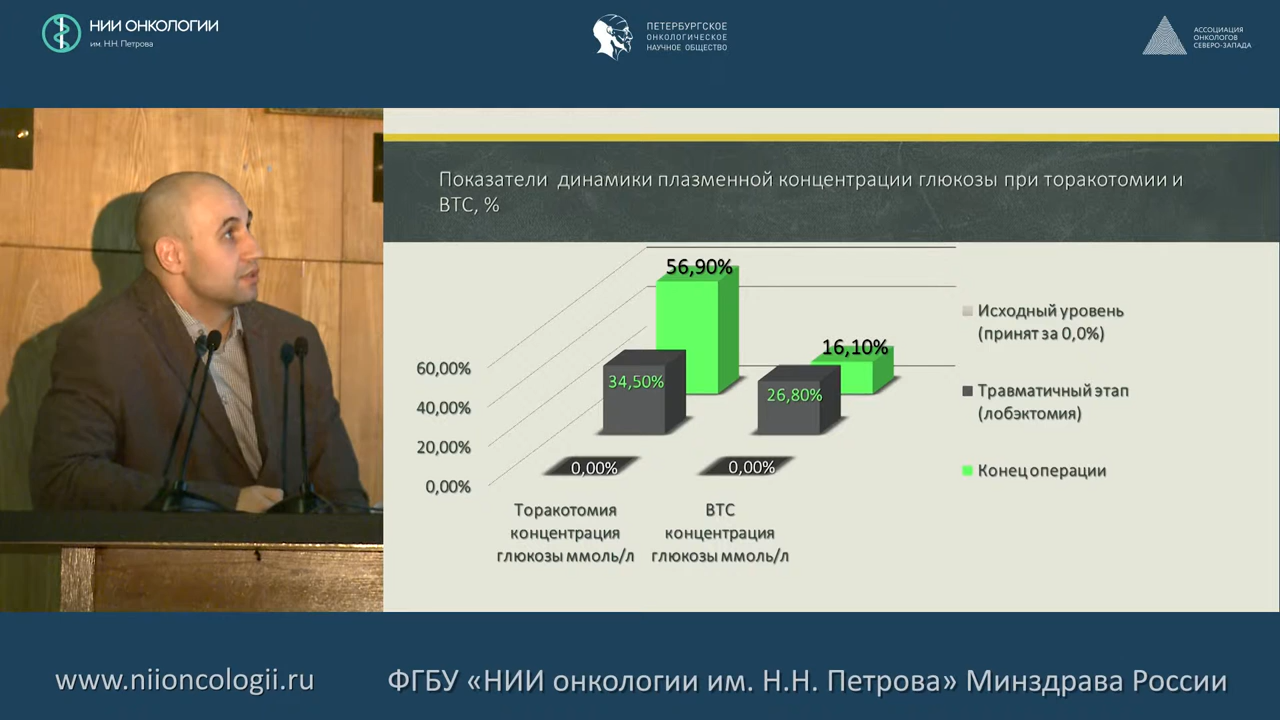 НИИ ОНКОЛОГИИ
им. Н.Н. Петрова
ПЕТЕРБУРГСКОЕ
ОНКОЛОГИЧЕСКОЕ
НАУЧНОЕ ОБЩЕСТВО
АССОЦИАЦИЯ
ОНКОЛОГОВ
СЕВЕРО-ЗАПАДА
Показатели динамики плазменной концентрации глюкозы при торакотомии и
ВТС, %
56,90%
16,10%
34,50%
26,80%
0,00%
0,00%
60,00%
40,00%
20,00%
0,00%
Торакотомия
концентрация
глюкозы ммоль/л
ВТС
концентрация
глюкозы ммоль/л
Исходный уровень
(принят за 0,0%)
Травматичный этап
(лобэктомия)
Конец операции
www.niioncologii.ru
ФГБУ «НИИ онкологии им. Н.Н. Петрова» Минздрава России